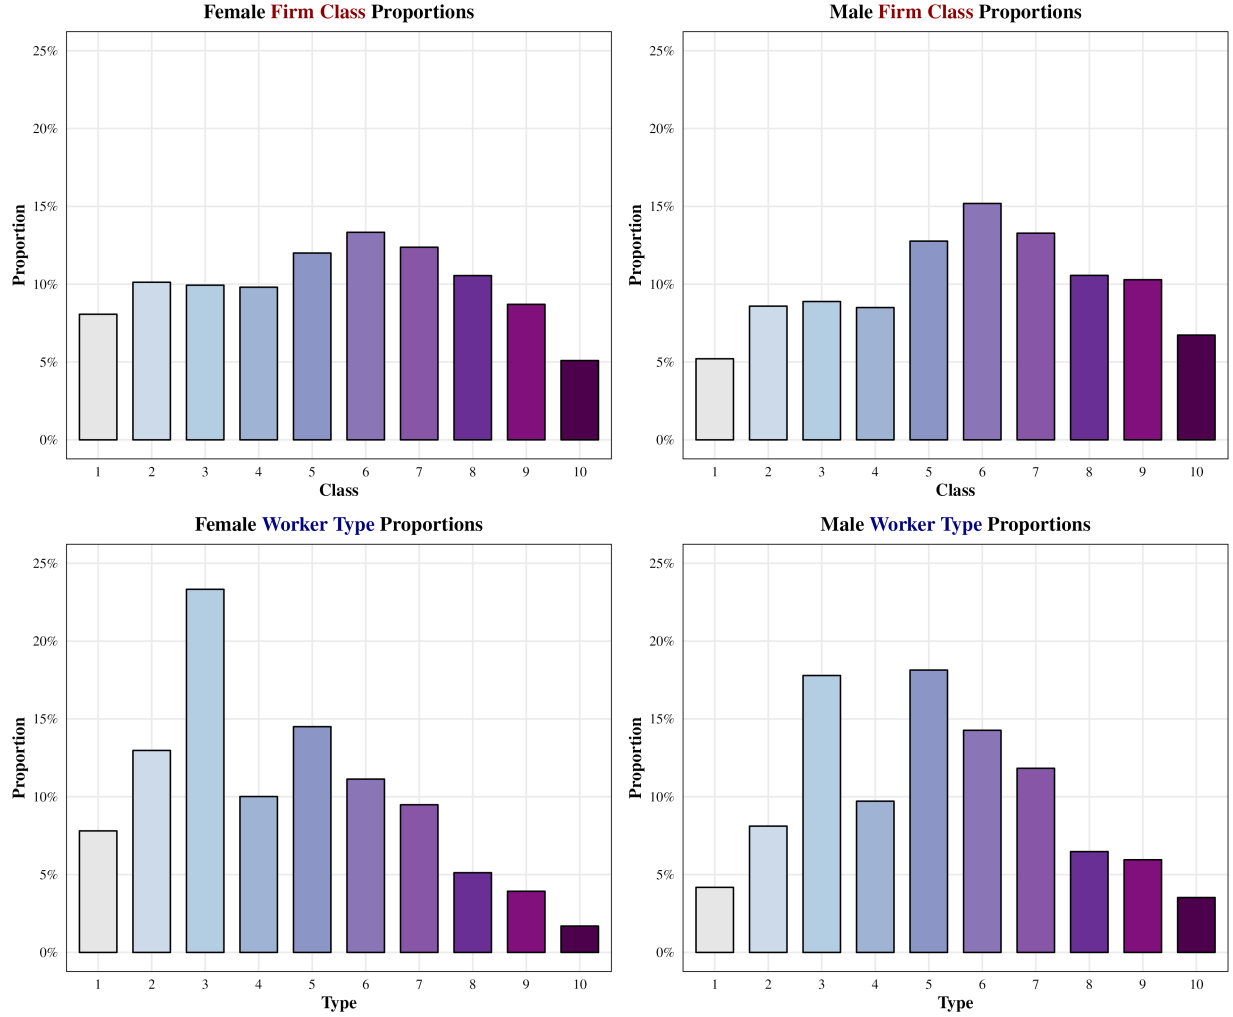 Female Firm Class Proportions
25%
20%
15%
10%
5%
0%
Proportion
1 2 3 4 5 6 7 8 9 10
Class
Male Firm Class Proportions
25%
20%
15%
10%
5%
0%
Proportion
1 2 3 4 5 6 7 8 9 10
Class
Female Worker Type Proportions
25%
20%
15%
10%
5%
0%
Proportion
1 2 3 4 5 6 7 8 9 10
Type
Male Worker Type Proportions
25%
20%
15%
10%
5%
0%
Proportion
1 2 3 4 5 6 7 8 9 10
Type